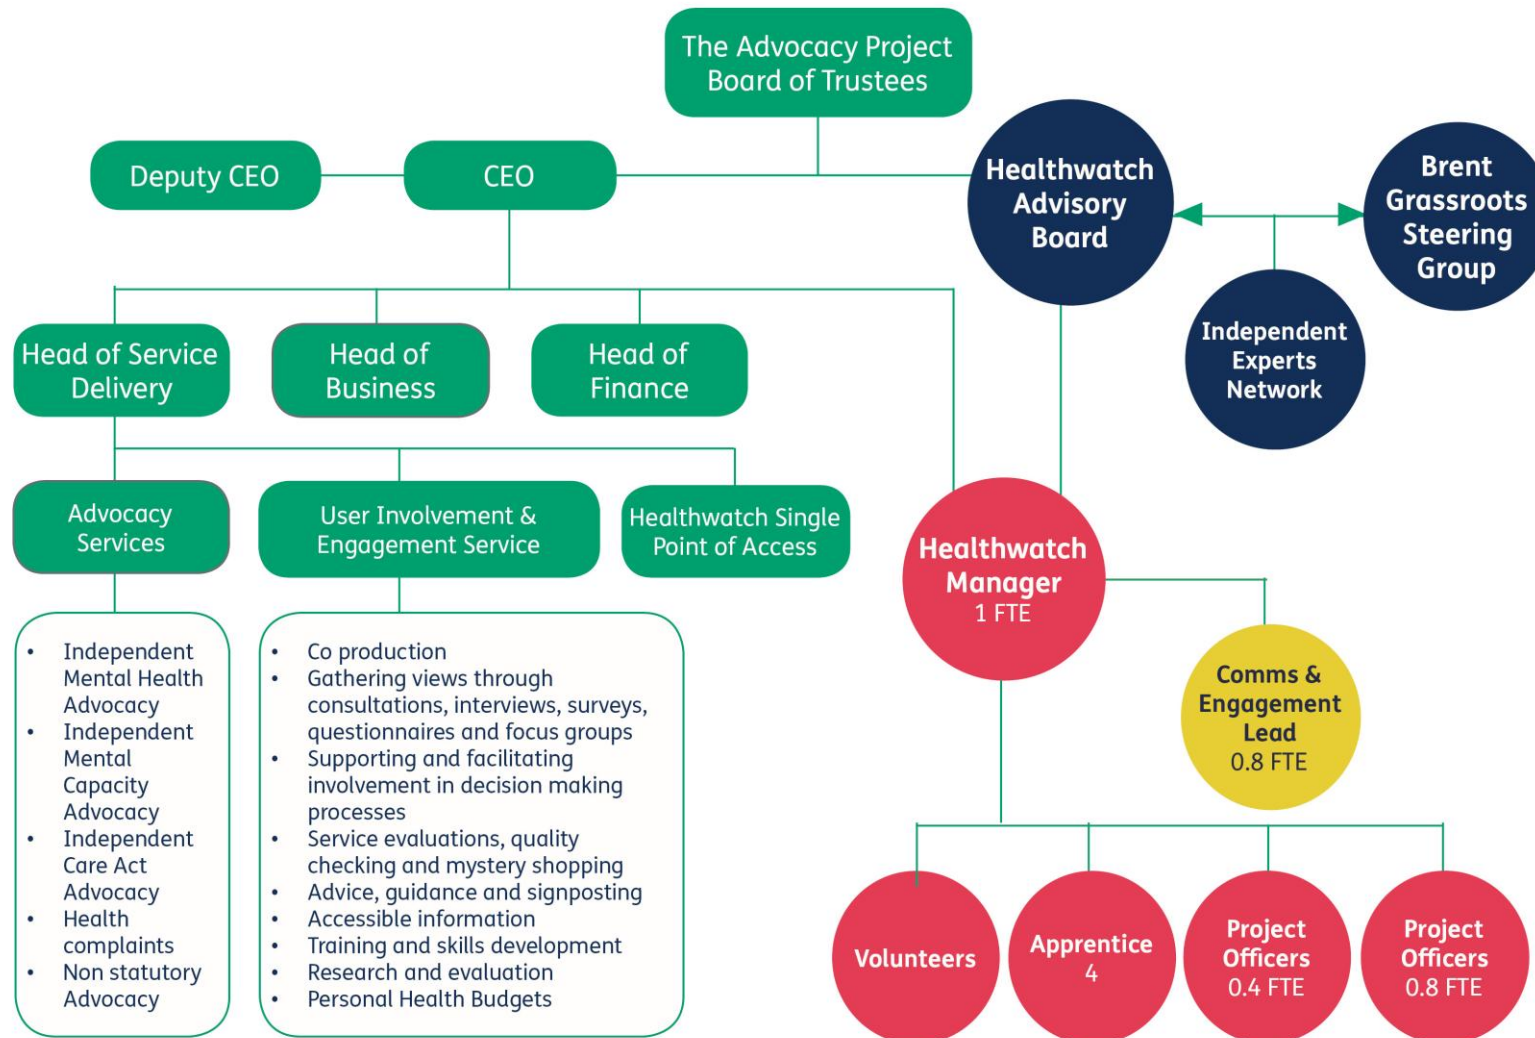 The Advocacy Project
Board of Trustees
Deputy CEO
CEO
Healthwatch
Advisory
Board
Brent
Grassroots
Steering
Group
Independent
Experts
Network
Head of Service
Delivery
Head of
Business
Head of
Finance
Advocacy
Services
User Involvement &
Engagement Service
Healthwatch Single
Point of Access
Healthwatch
Manager
1 FTE
Comms &
Engagement
Lead
0.8 FTE
• Independent
Mental Health
Advocacy
• Independent
Mental
Capacity
Advocacy
• Independent
Care Act
Advocacy
• Health
complaints
• Non statutory
Advocacy
• Co production
• Gathering views through
consultations, interviews, surveys,
questionnaires and focus groups
• Supporting and facilitating
involvement in decision making
processes
• Service evaluations, quality
checking and mystery shopping
• Advice, guidance and signposting
• Accessible information
• Training and skills development
• Research and evaluation
• Personal Health Budgets
Volunteers
Apprentice
4
Project
Officers
0.4 FTE
Project
Officers
0.8 FTE